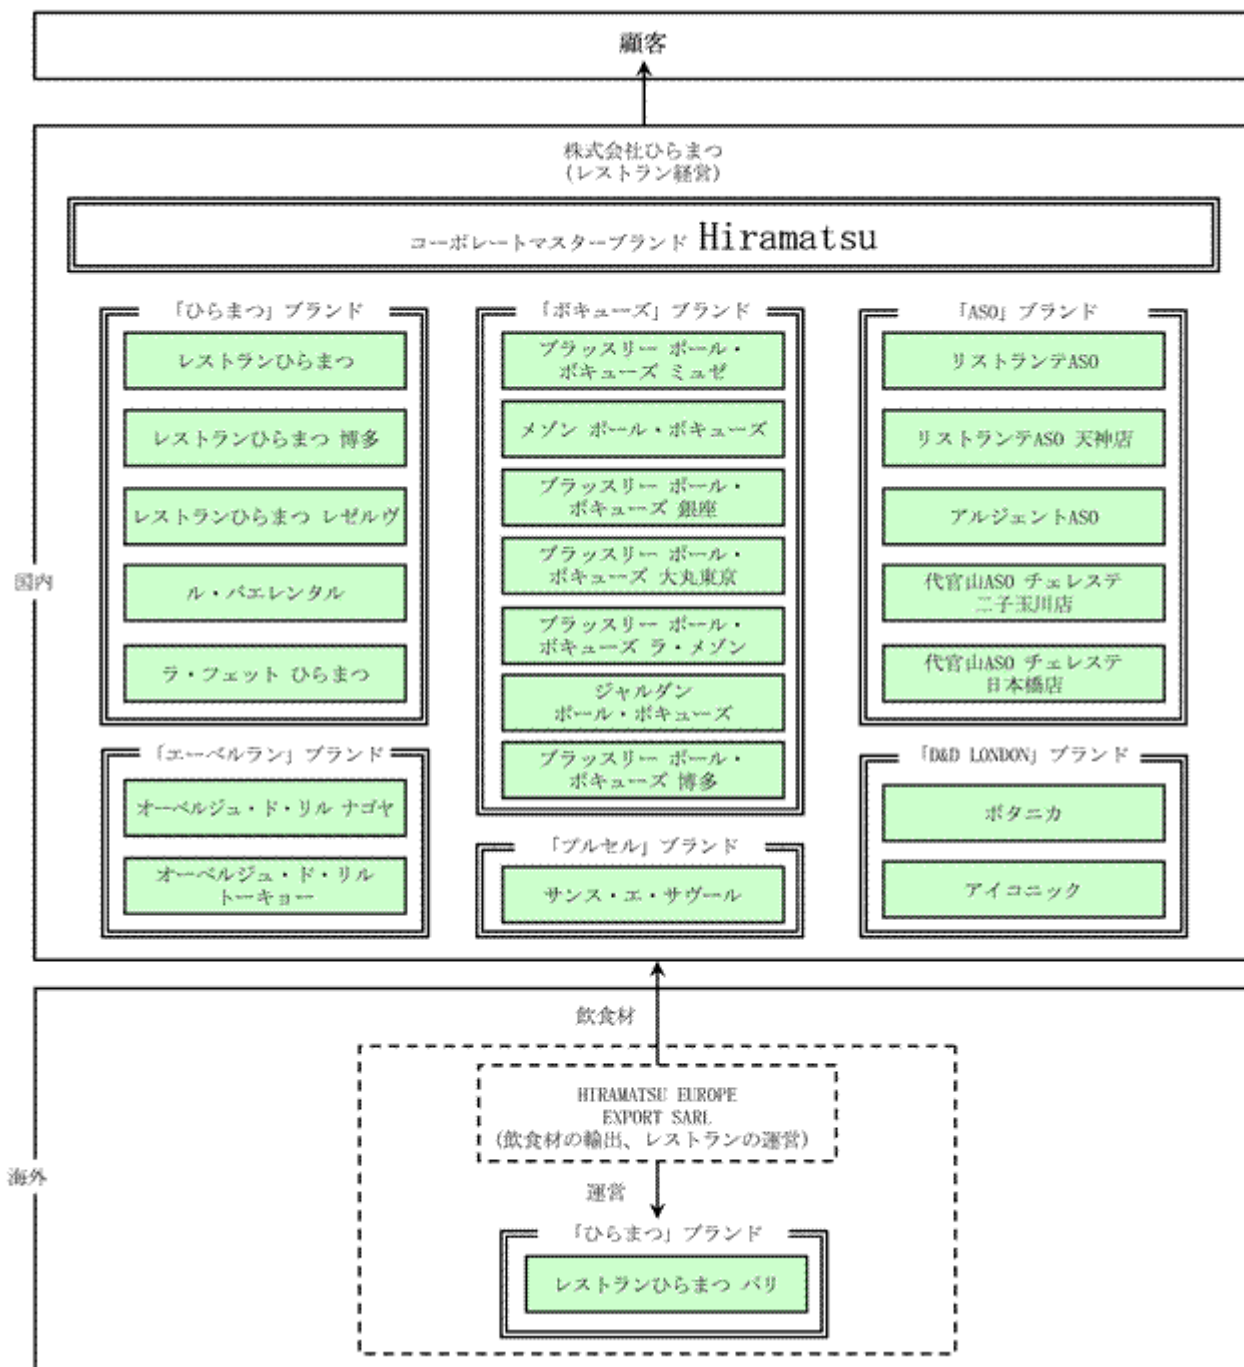 顧客
株式会社ひらまつ
(レストラン経営)
コーポレートマスターブランド Hiramatsu
「ひらまつ」ブランド
レストランひらまつ
レストランひらまつ 博多
レストランひらまつ レゼルヴ
ル・バエレンタル
ラ・フェット ひらまつ
「ボキューズ」ブランド
ブラッスリー ポール・
ボキューズ ミュゼ
メゾン ポール・ボキューズ
ブラッスリー ポール・
ボキューズ 銀座
ブラッスリー ポール・
ボキューズ 大丸東京
ブラッスリー ポール・
ボキューズ ラ・メゾン
ジャルダン
ポール・ボキューズ
ブラッスリー ポール・
ボキューズ 博多
「ASO」ブランド
リストランテASO
リストランテASO 天神店
アルジェントASO
代官山ASO チェレステ
二子玉川店
代官山ASO チェレステ
日本橋店
国内
「エーベルラン」ブランド
オーベルジュ・ド・リル ナゴヤ
オーベルジュ・ド・リル
トーキョー
「プルセル」ブランド
サンス・エ・サヴール
「D&D LONDON」ブランド
ボタニカ
アイコニック
飲食材
HIRAMATSU EUROPE
EXPORT SARL
(飲食材の輸出、レストランの運営)
海外
運営
「ひらまつ」ブランド
レストランひらまつ パリ